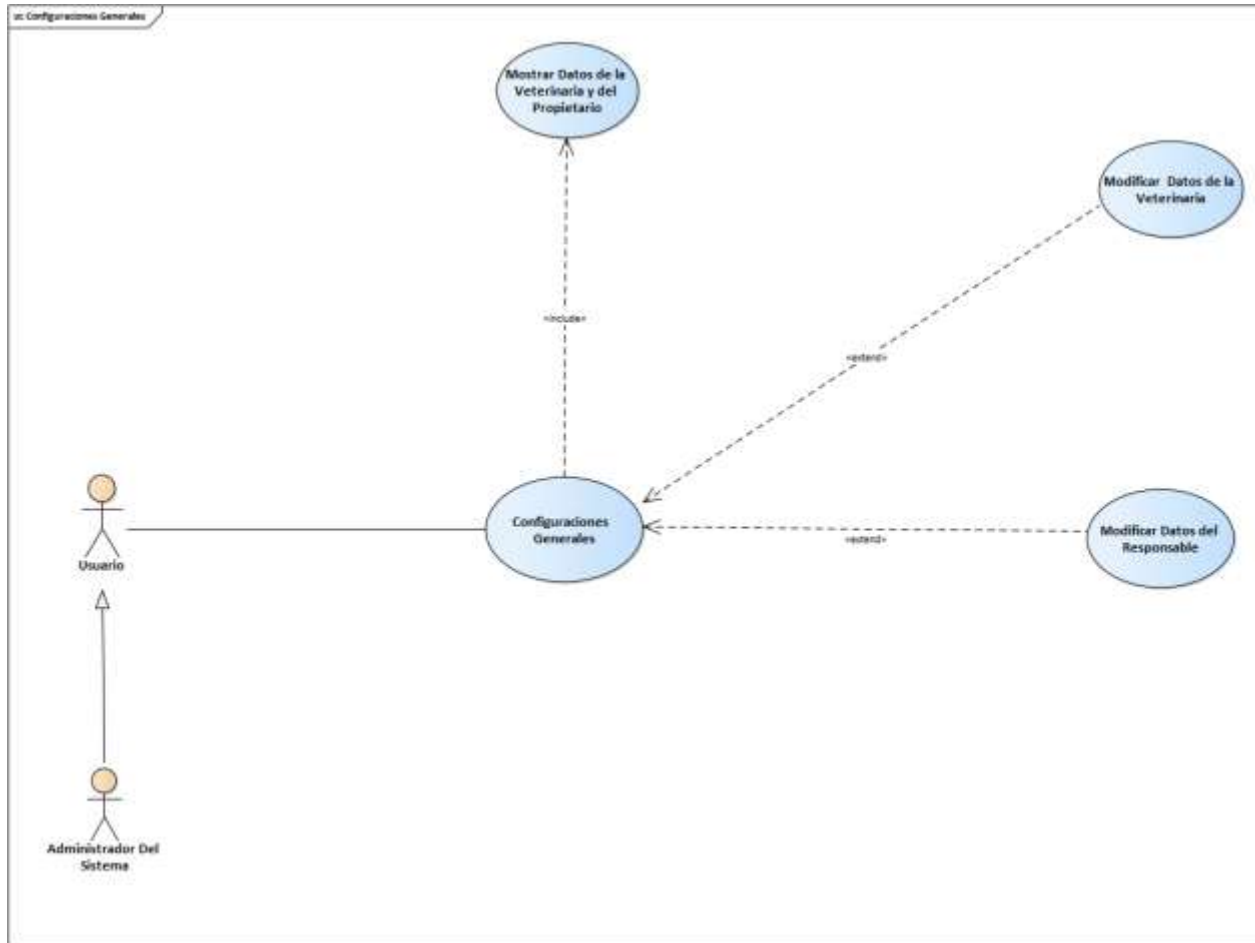 uc Configuraciones Generales
Mostrar Datos de la
Veterinaria y del
Propietario
Modificar Datos de la
Veterinaria
«include»
«extend»
Configuraciones
Generales
Modificar Datos del
Responsable
«extend»
Usuario
Administrador Del
Sistema